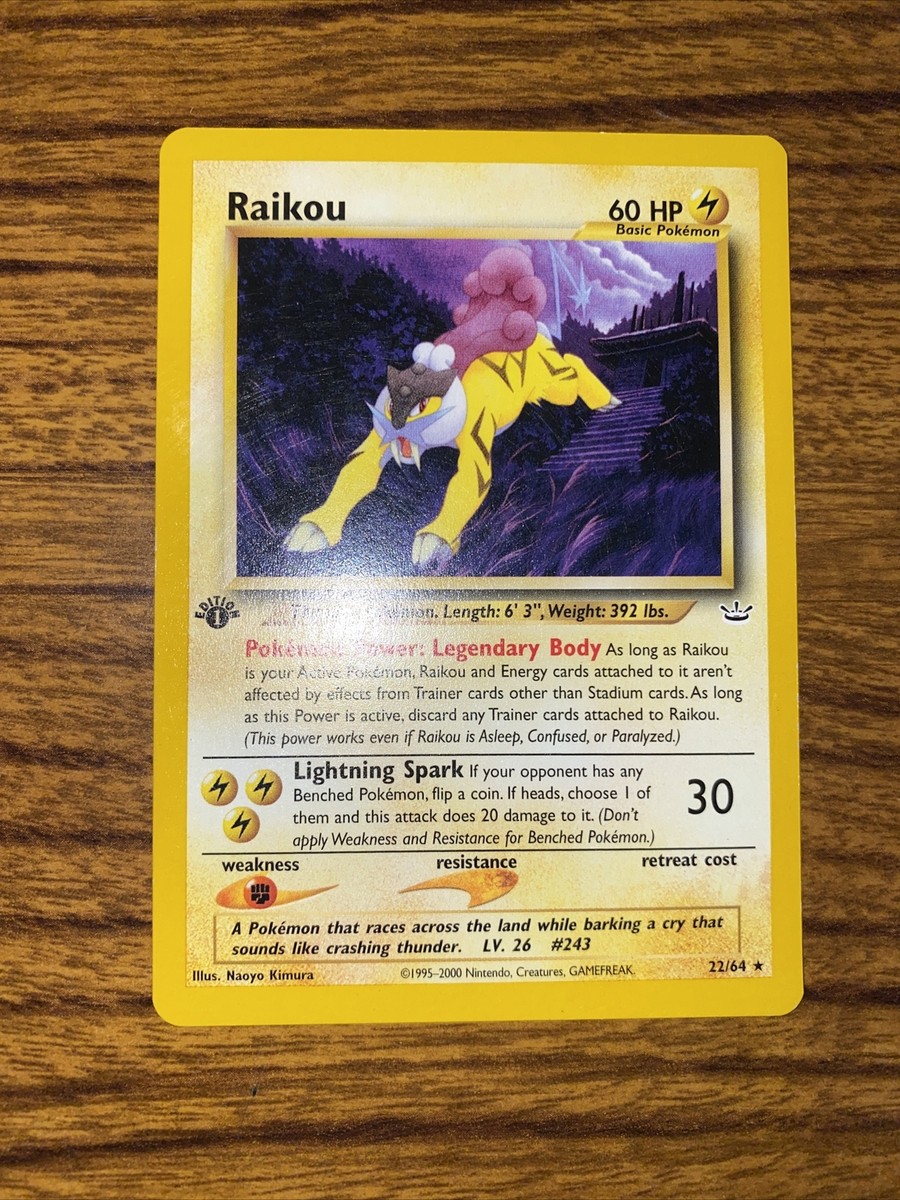 Raikou
60 HP
Basic Pokémon
EDITION
1
Length: 6' 3", Weight: 392 lbs.
Pokémon Power: Legendary Body As long as Raikou
is your Active Pokémon, Raikou and Energy cards attached to it aren't
affected by effects from Trainer cards other than Stadium cards. As long
as this Power is active, discard any Trainer cards attached to Raikou.
(This power works even if Raikou is Asleep, Confused, or Paralyzed.)
Lightning Spark If your opponent has any
Benched Pokémon, flip a coin. If heads, choose 1 of
them and this attack does 20 damage to it. (Don't
apply Weakness and Resistance for Benched Pokémon.)
30
weakness
resistance
retreat cost
A Pokémon that races across the land while barking a cry that
sounds like crashing thunder. LV. 26 #243
Illus. Naoyo Kimura
©1995–2000 Nintendo, Creatures, GAMEFREAK.
22/64 ★